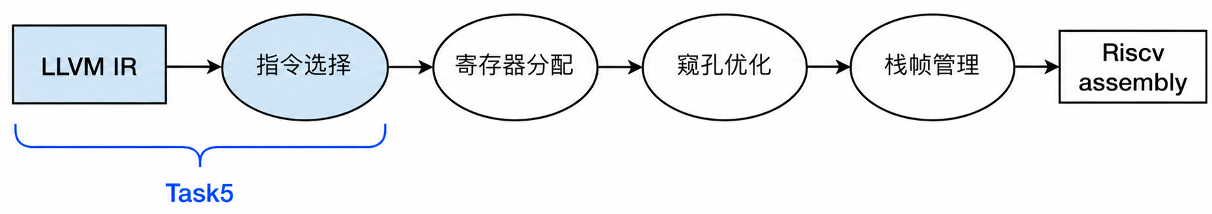 LLVM IR
指令选择
寄存器分配
窥孔优化
栈帧管理
Riscv
assembly
Task5